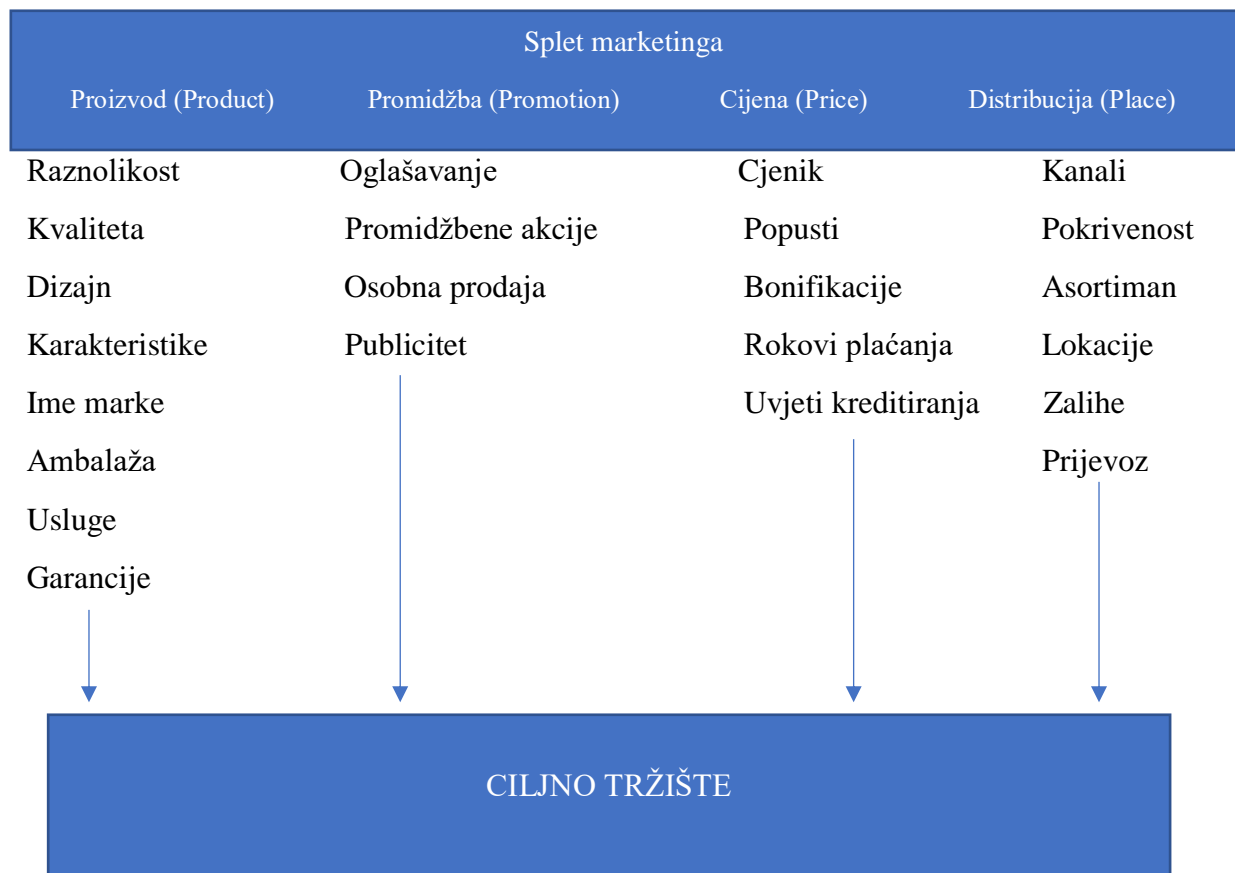 Splet marketinga
Proizvod (Product) Promidžba (Promotion) Cijena (Price) Distribucija (Place)
Raznolikost Oglašavanje Cjenik Kanali
Kvaliteta Promidžbene akcije Popusti Pokrivenost
Dizajn Osobna prodaja Bonifikacije Asortiman
Karakteristike Publicitet Rokovi plaćanja Lokacije
Ime marke Uvjeti kreditiranja Zalihe
Ambalaža Prijevoz
Usluge
Garancije
CILJNO TRŽIŠTE